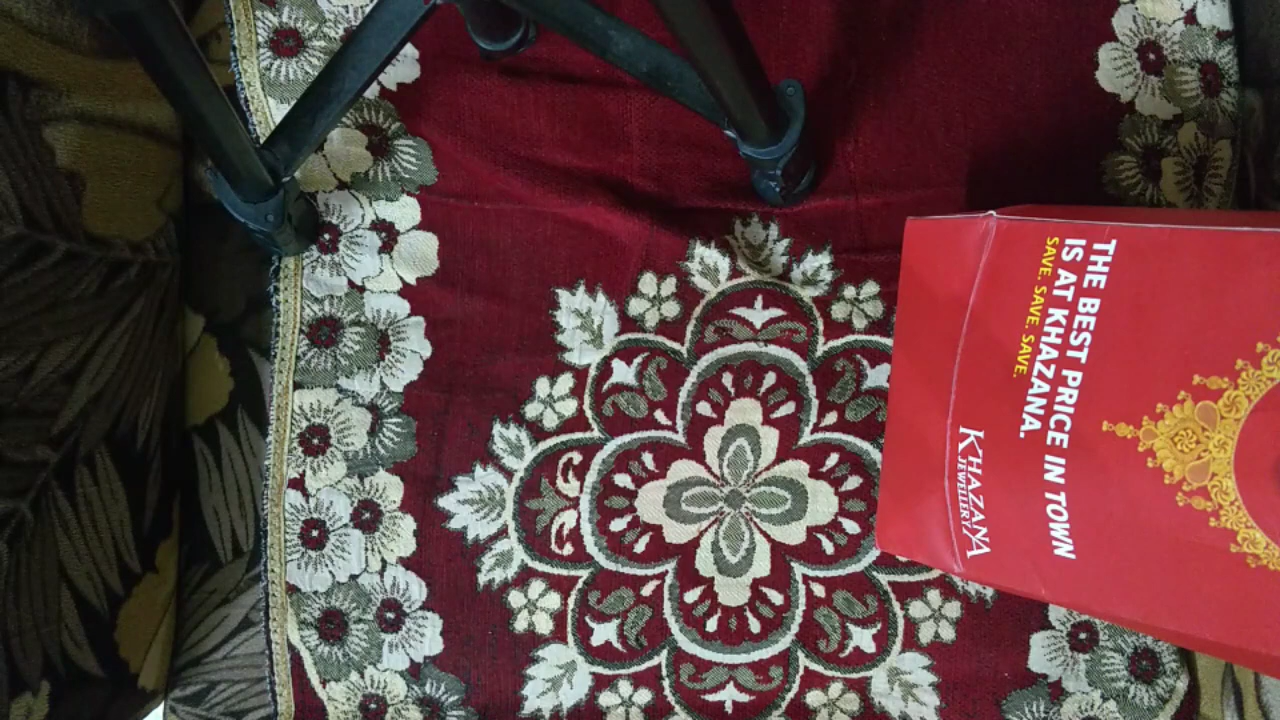 THE BEST PRICE IN TOWN
IS AT KHAZANA.
SAVE. SAVE. SAVE.
KHAZANA
JEWELLERY